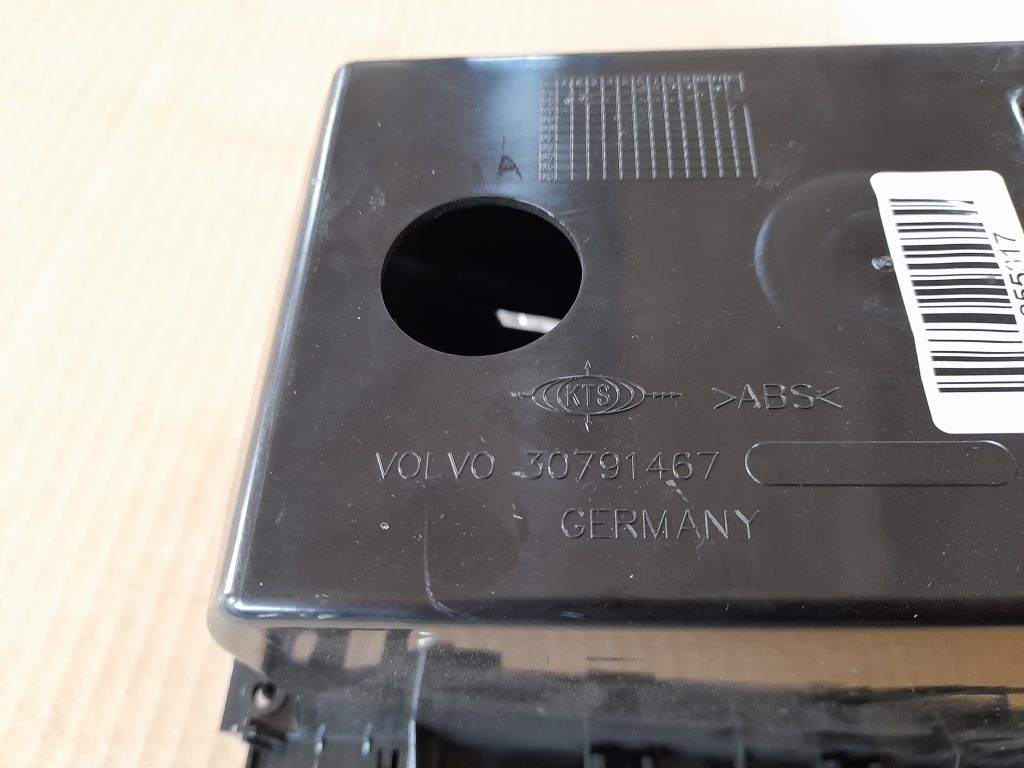 KTS >ABS<
VOLVO 30791467
GERMANY